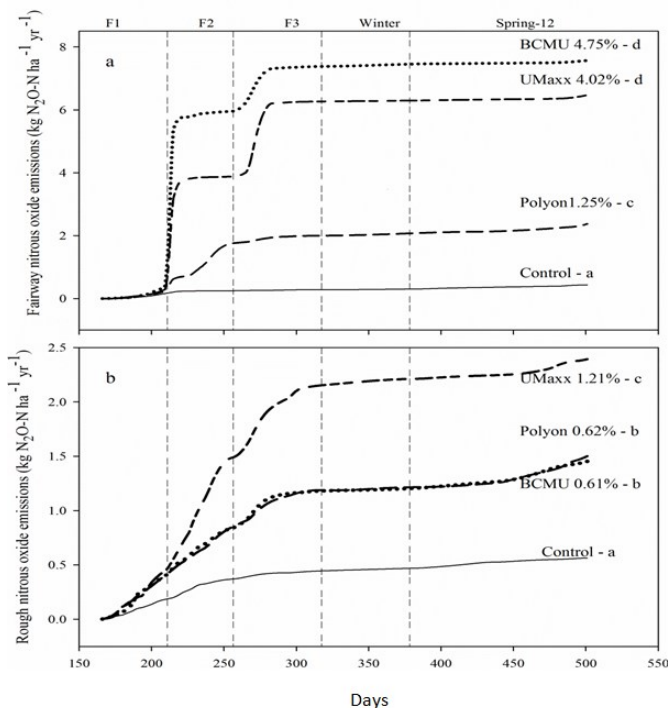 F1 F2 F3 Winter Spring-12
Fairway nitrous oxide emissions (kg N2O-N ha-1 yr-1)
8
6
4
2
0
a
BCMU 4.75% - d
UMaxx 4.02% - d
Polyon1.25% - c
Control - a
Rough nitrous oxide emissions (kg N2O-N ha-1 yr-1)
2.5
2.0
1.5
1.0
0.5
0.0
b
UMaxx 1.21% - c
Polyon 0.62% - b
BCMU 0.61% - b
Control - a
150 200 250 300 350 400 450 500 550
Days